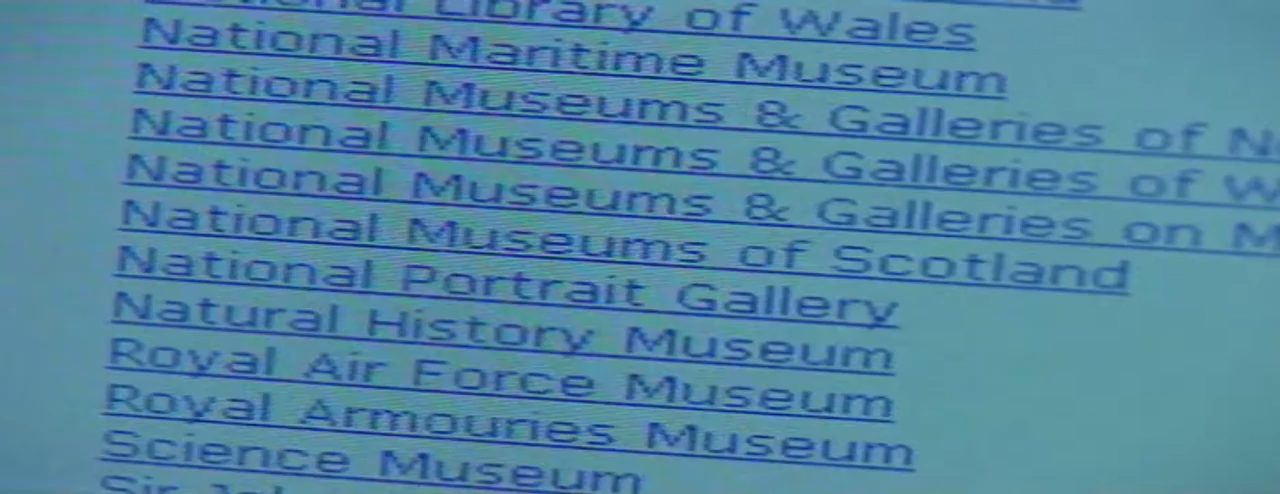 Library of Wales
National Maritime Museum
National Museums & Galleries of
National Museums & Galleries of
National Museums & Galleries on
National Museums of Scotland
National Portrait Gallery
Natural History Museum
Royal Air Force Museum
Royal Armouries Museum
Science Museum
Sir